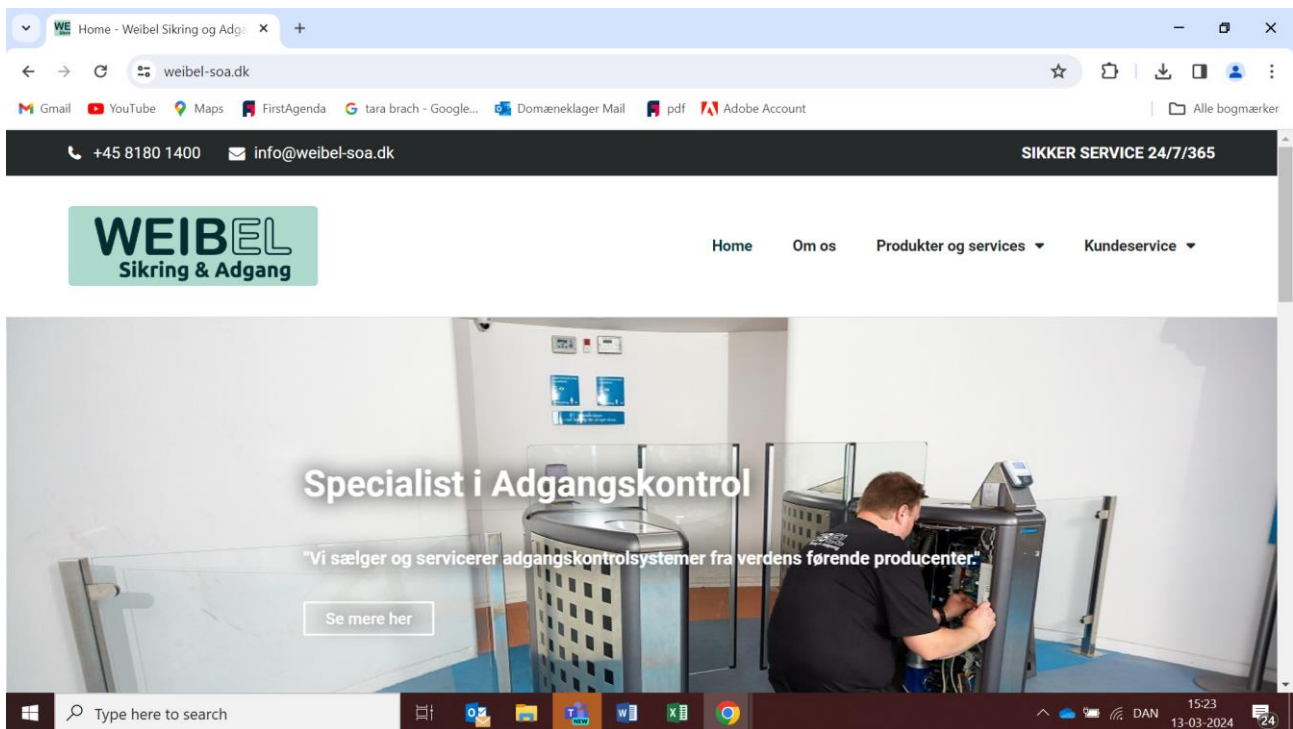 Home - Weibel Sikring og Adga
weibel-soa.dk
Gmail YouTube Maps FirstAgenda tara brach - Google... Domæneklager Mail pdf Adobe Account Alle bogmærker
+45 8180 1400 info@weibel-soa.dk SIKKER SERVICE 24/7/365
WEIBEL
Sikring & Adgang
Home Om os Produkter og services Kundeservice
Specialist i Adgangskontrol
"Vi sælger og servicerer adgangskontrolsystemer fra verdens førende producenter."
Se mere her
Type here to search
DAN
15:23
13-03-2024
24